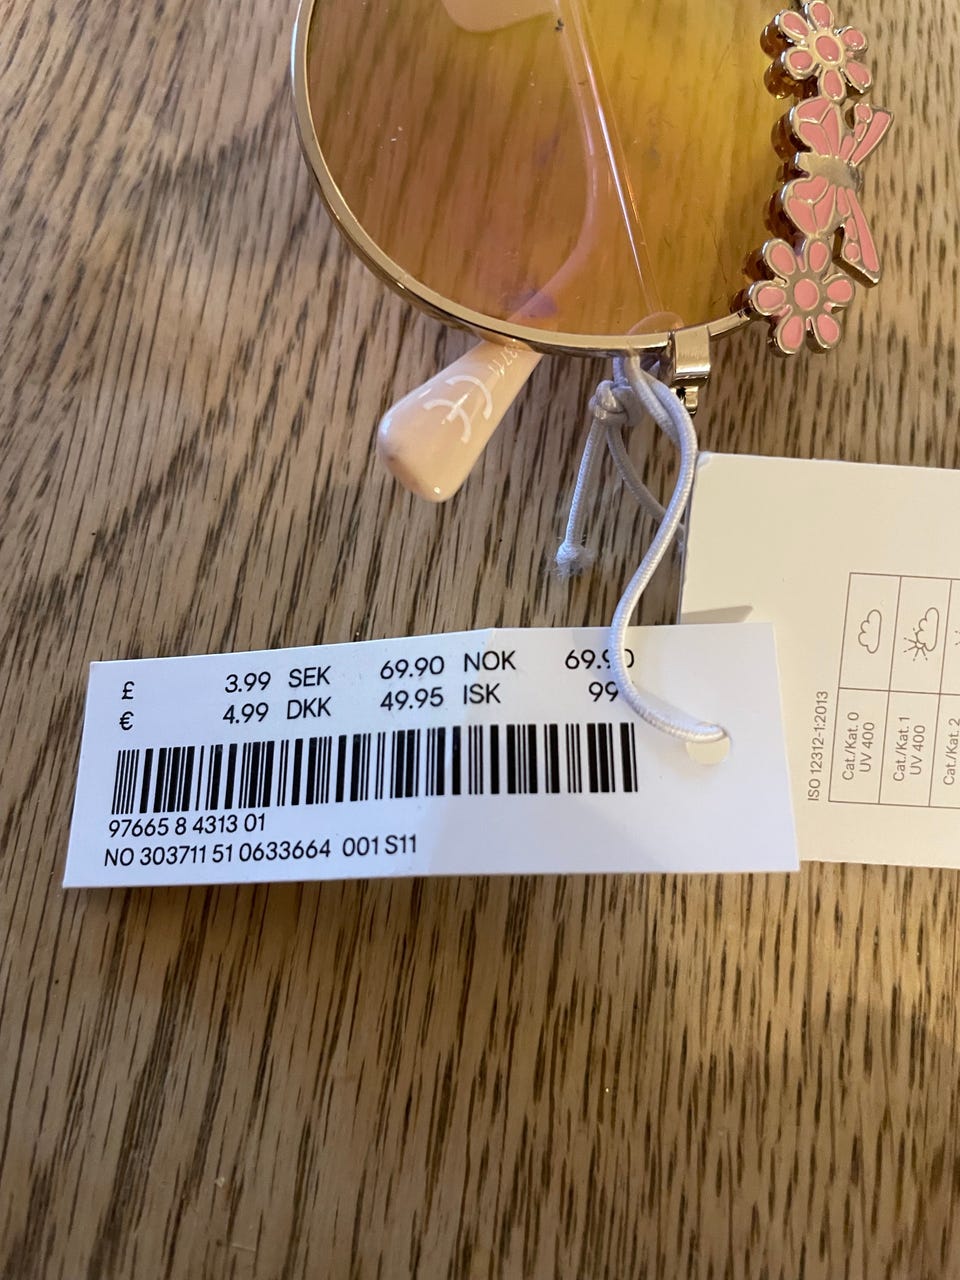 £ 3.99 SEK 69.90 NOK 69.90
€ 4.99 DKK 49.95 ISK 99
97665 8 4313 01
NO 303711 51 0633664 001 S11
ISO 12312-1:2013
Cat./Kat. 0
UV 400
Cat./Kat. 1
UV 400
Cat./Kat. 2